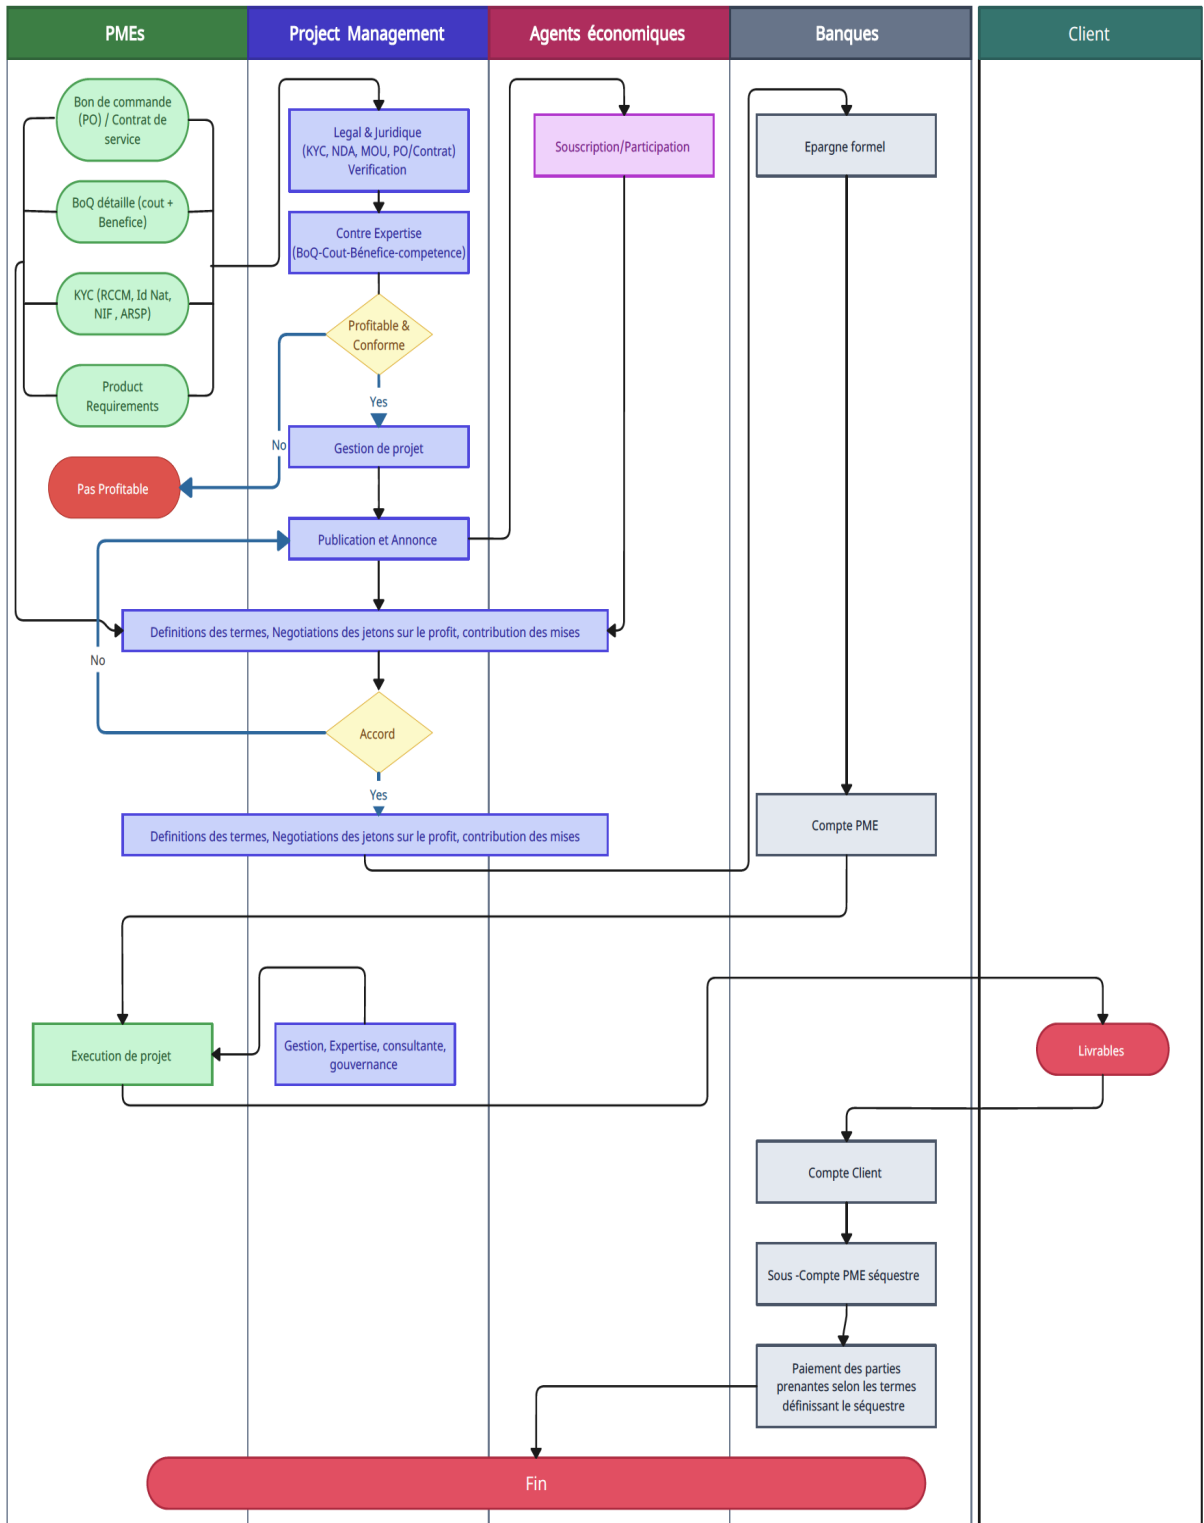 PMEs
Project Management
Agents économiques
Banques
Client
Bon de commande
(PO) / Contrat de
service
BoQ détaille (cout +
Benefice)
KYC (RCCM, Id Nat,
NIF , ARSP)
Product
Requirements
Pas Profitable
Legal & Juridique
(KYC, NDA, MOU, PO/Contrat)
Verification
Contre Expertise
(BoQ-Cout-Bénefice-competence)
Profitable &
Conforme
Yes
No
Gestion de projet
Publication et Annonce
Souscription/Participation
Epargne formel
Definitions des termes, Negotiations des jetons sur le profit, contribution des mises
No
Accord
Yes
Definitions des termes, Negotiations des jetons sur le profit, contribution des mises
Compte PME
Execution de projet
Gestion, Expertise, consultante,
gouvernance
Livrables
Compte Client
Sous -Compte PME séquestre
Paiement des parties
prenantes selon les termes
définissant le séquestre
Fin